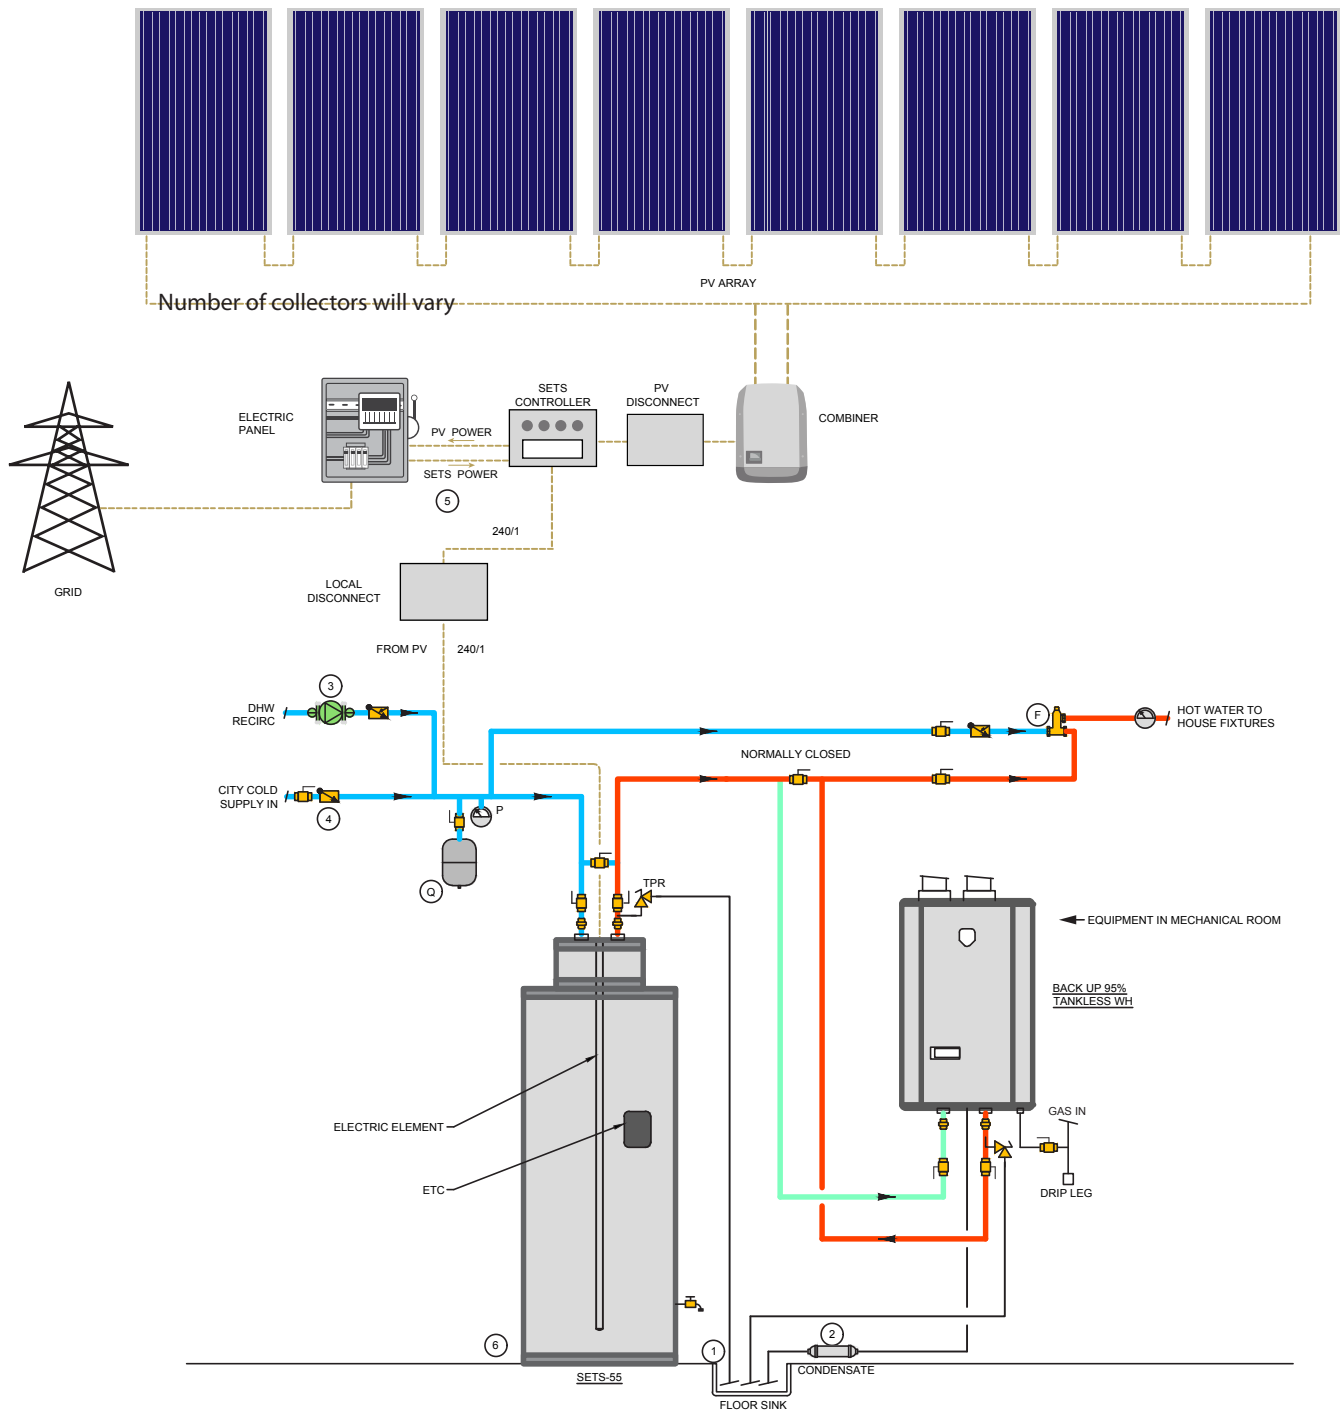 PV ARRAY
Number of collectors will vary
SETS
CONTROLLER
PV
DISCONNECT
COMBINER
ELECTRIC
PANEL
PV POWER
SETS POWER
5
240/1
GRID
LOCAL
DISCONNECT
FROM PV
240/1
3
DHW
RECIRC
F
HOT WATER TO
HOUSE FIXTURES
NORMALLY CLOSED
CITY COLD
SUPPLY IN
4
P
Q
TPR
EQUIPMENT IN MECHANICAL ROOM
BACK UP 95%
TANKLESS WH
GAS IN
ELECTRIC ELEMENT
ETC
DRIP LEG
6
1
2
CONDENSATE
SETS-55
FLOOR SINK